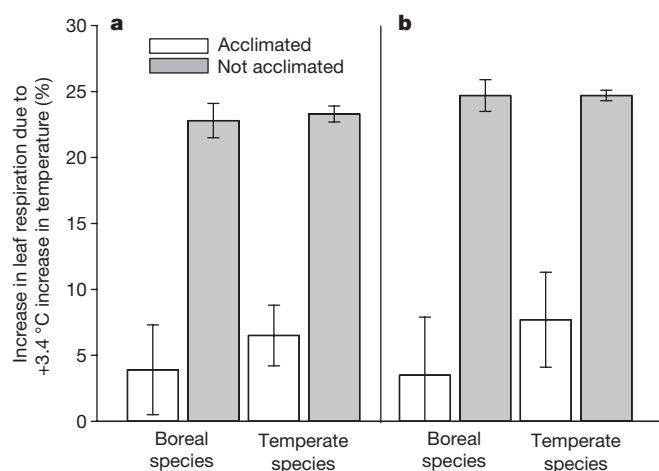 Increase in leaf respiration due to
+3.4 °C increase in temperature (%)
30
25
20
15
10
5
0
a
Acclimated
Not acclimated
b
Boreal
species
Temperate
species
Boreal
species
Temperate
species